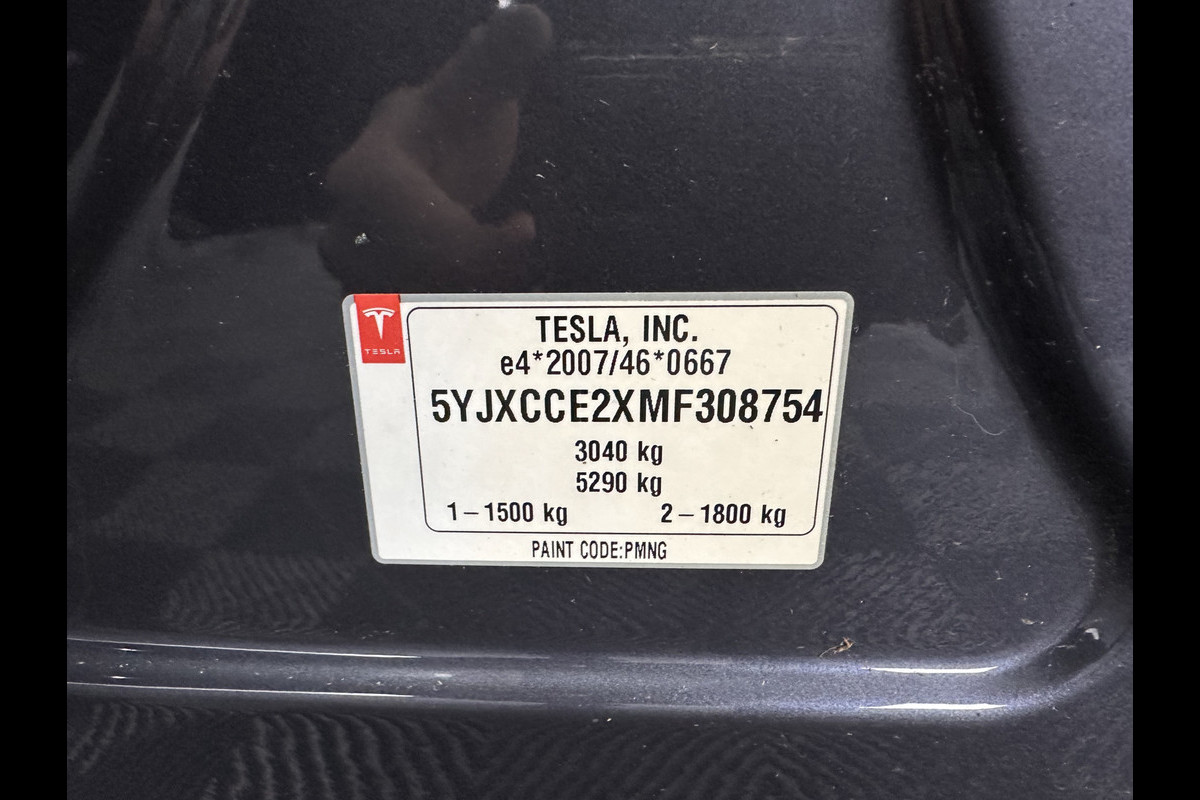 TESLA
TESLA, INC.
e4*2007/46*0667
5YJXCCE2XMF308754
3040 kg
5290 kg
1–1500 kg 2–1800 kg
PAINT CODE:PMNG